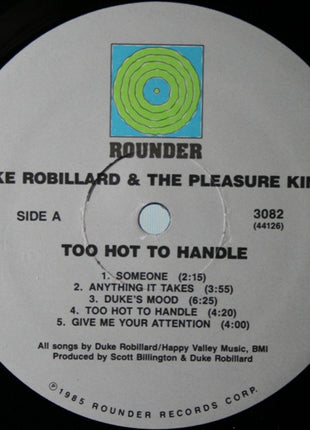 ROUNDER
KE ROBILLARD & THE PLEASURE KIN
SIDE A
3082
(44126)
TOO HOT TO HANDLE
1. SOMEONE (2:15)
2. ANYTHING IT TAKES (3:55)
3. DUKE'S MOOD (6:25)
4. TOO HOT TO HANDLE (4:20)
5. GIVE ME YOUR ATTENTION (4:00)
All songs by Duke Robillard/Happy Valley Music, BMI
Produced by Scott Billington & Duke Robillard
Ⓟ1985 ROUNDER RECORDS CORP.